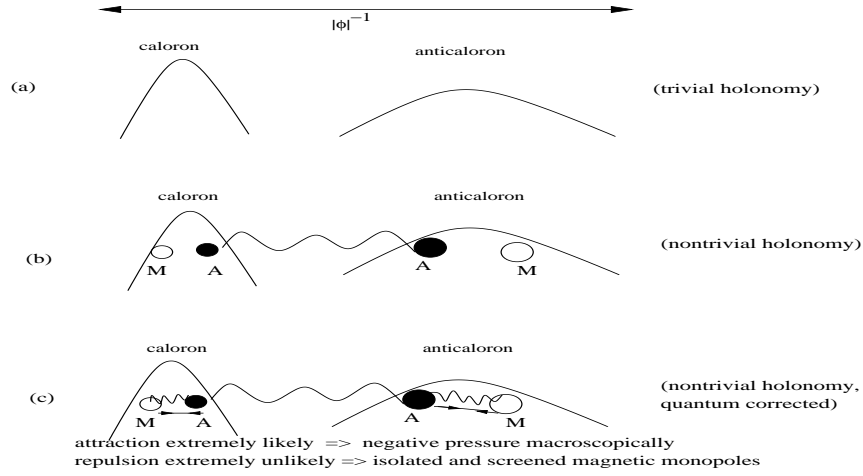 |ϕ|⁻¹
caloron
anticaloron
(a)
(trivial holonomy)
caloron
anticaloron
(nontrivial holonomy)
(b)
M A
A M
caloron
anticaloron
(nontrivial holonomy,
quantum corrected)
(c)
M A
A M
attraction extremely likely => negative pressure macroscopically
repulsion extremely unlikely => isolated and screened magnetic monopoles